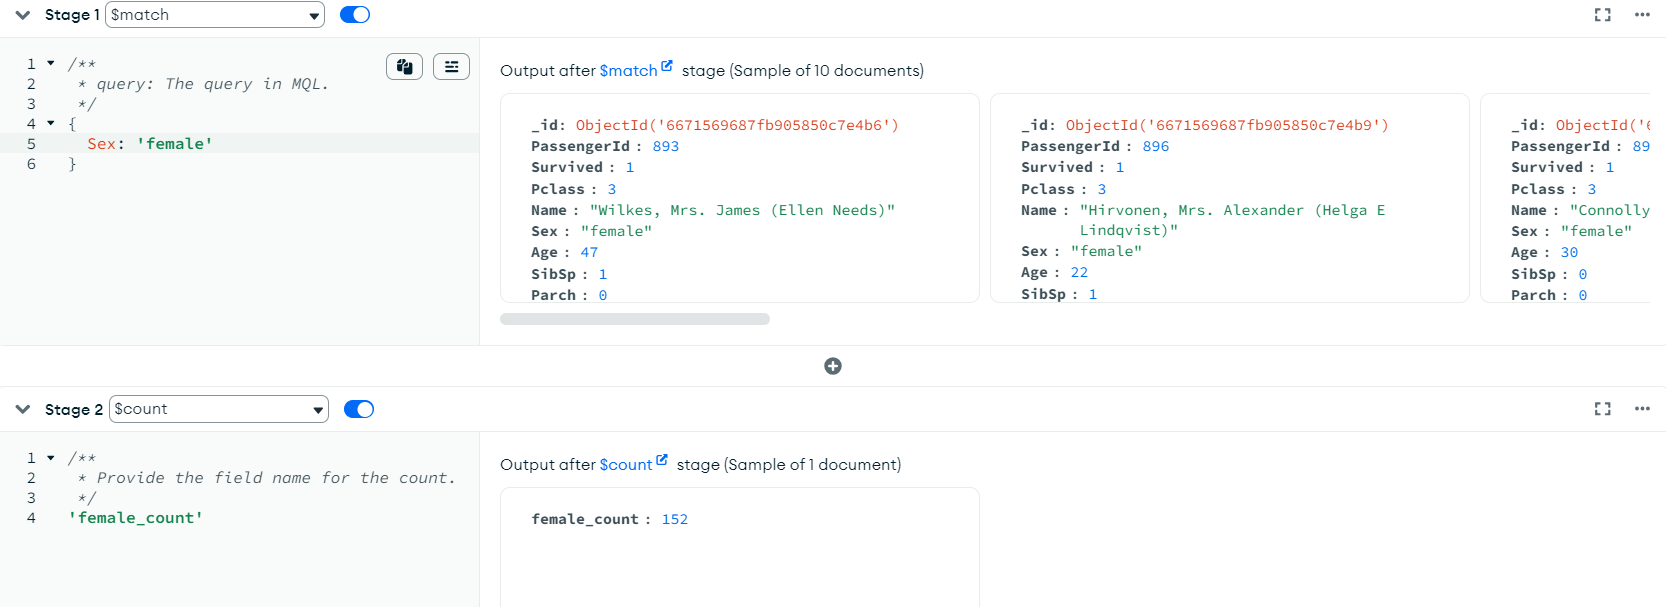 Stage 1 $match
1 /**
2 * query: The query in MQL.
3 */
4 {
5 Sex: 'female'
6 }
Output after $match stage (Sample of 10 documents)
_id: ObjectId('6671569687fb905850c7e4b6')
PassengerId : 893
Survived : 1
Pclass : 3
Name : "Wilkes, Mrs. James (Ellen Needs)"
Sex : "female"
Age : 47
SibSp : 1
Parch : 0
_id: ObjectId('6671569687fb905850c7e4b9')
PassengerId : 896
Survived : 1
Pclass : 3
Name : "Hirvonen, Mrs. Alexander (Helga E
Lindqvist)"
Sex : "female"
Age : 22
SibSp : 1
_id: ObjectId('6
PassengerId : 89
Survived : 1
Pclass : 3
Name : "Connolly
Sex : "female"
Age : 30
SibSp : 0
Parch : 0
Stage 2 $count
1 /**
2 * Provide the field name for the count.
3 */
4 'female_count'
Output after $count stage (Sample of 1 document)
female_count : 152